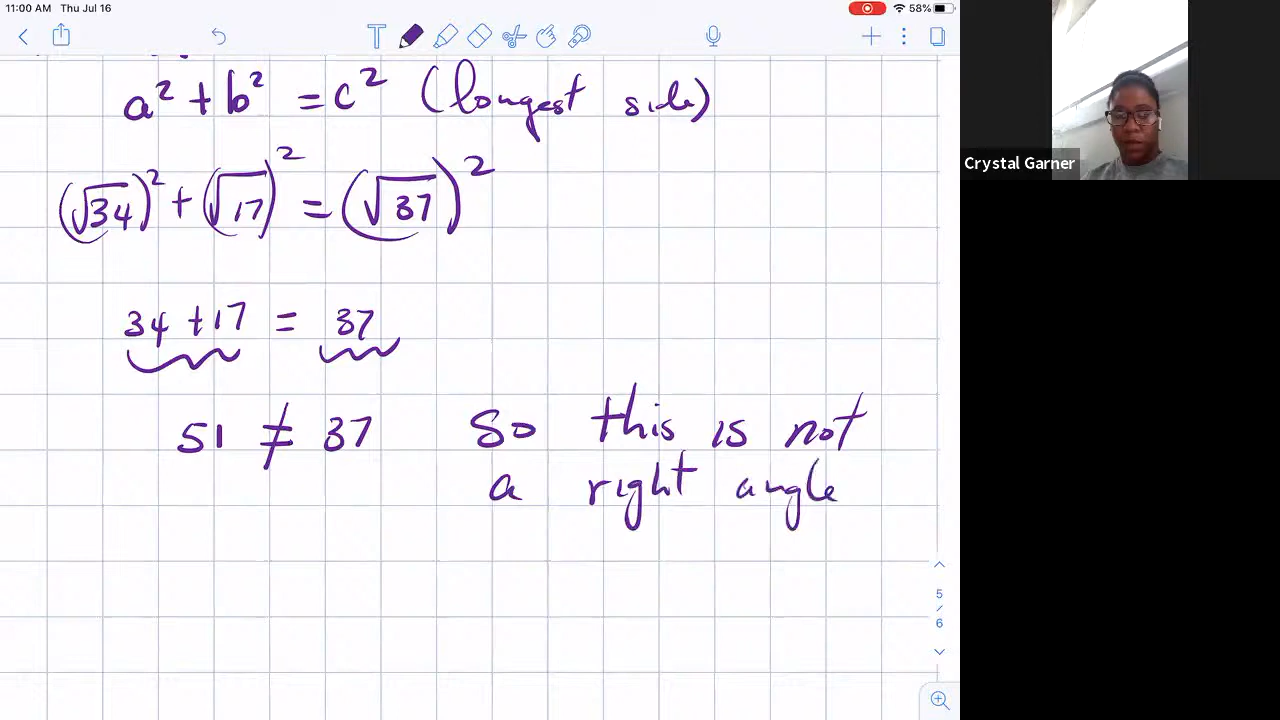 11:00 AM Thu Jul 16
58%
a² + b² = c² (longest side)
(√34)² + (√17)² = (√37)²
34 + 17 = 37
51 ≠ 37 So this is not
a right angle
5
/
6
Crystal Garner